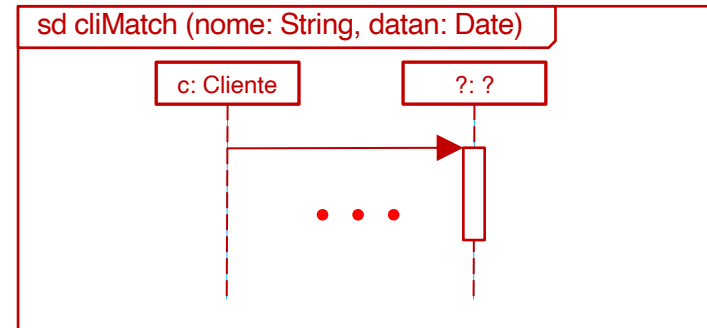 sd cliMatch (nome: String, datan: Date)
c: Cliente
?: ?